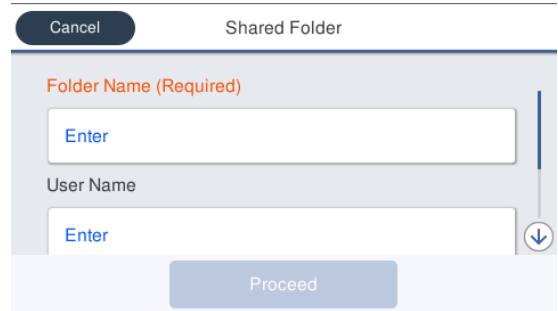 Cancel
Shared Folder
Folder Name (Required)
Enter
User Name
Enter
Proceed